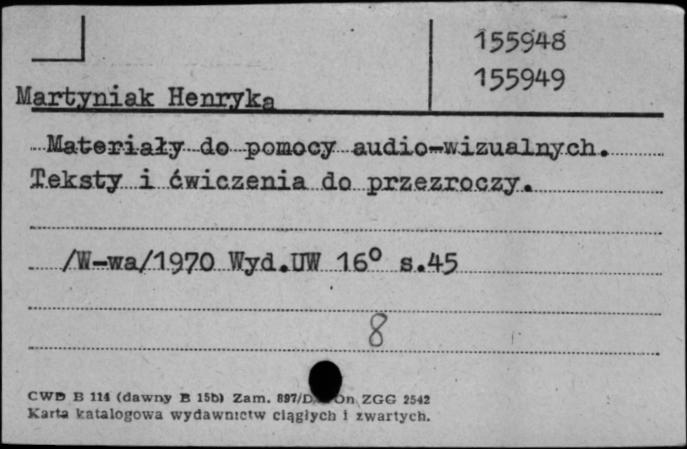 155948
155949
Martyniak Henryka
Materiały do pomocy audio-wizualnych.
Teksty i ćwiczenia do przezroczy.
/W-wa/1970 Wyd.UW 16° s.45
8
CWD B 114 (dawny B 15b) Zam. 897/D ZGG 2542
Karta katalogowa wydawnictw ciągłych i zwartych.